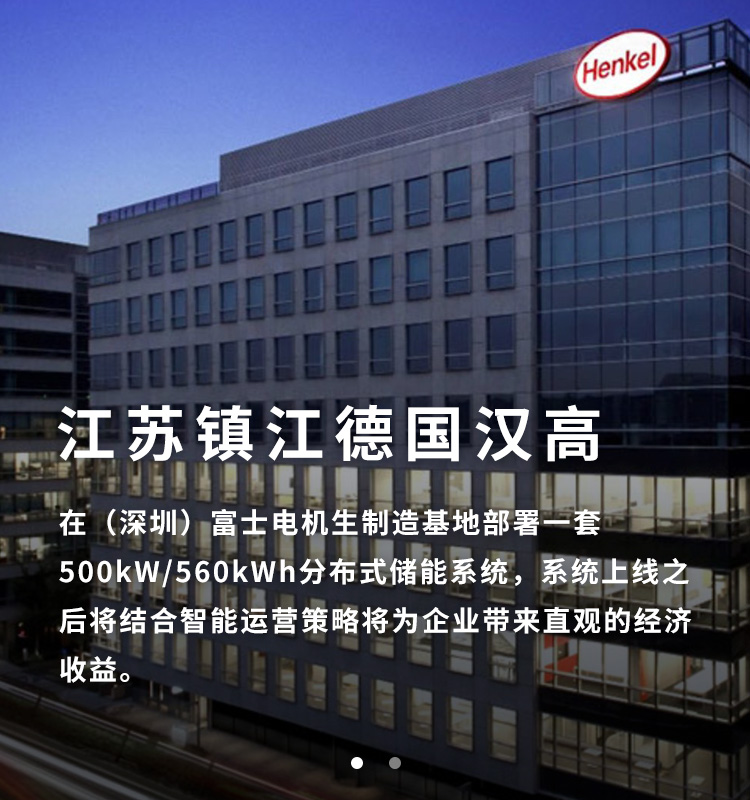 Henkel
江苏镇江德国汉高
在（深圳）富士电机生制造基地部署一套
500kW/560kWh分布式储能系统，系统上线之
后将结合智能运营策略将为企业带来直观的经济
收益。